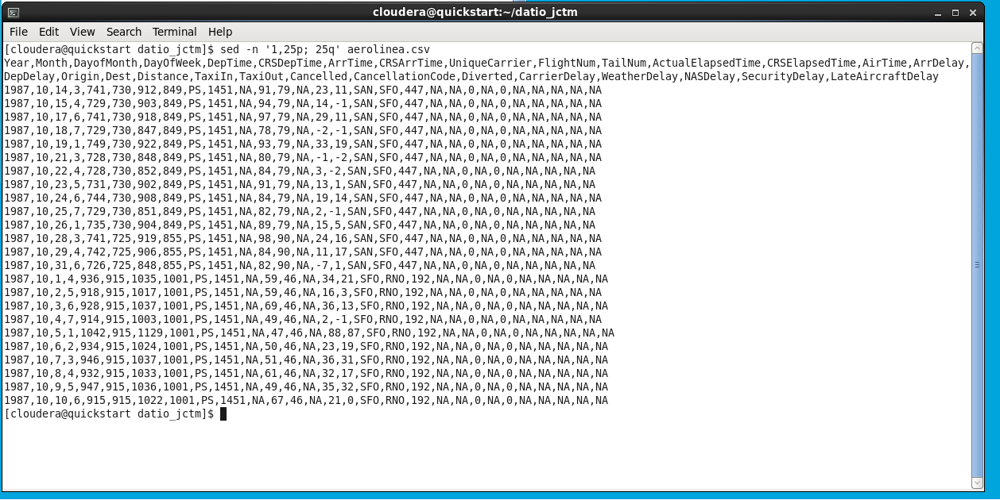 cloudera@quickstart:~/datio_jctm
File Edit View Search Terminal Help
[cloudera@quickstart datio_jctm]$ sed -n '1,25p; 25q' aerolinea.csv
Year,Month,DayofMonth,DayOfWeek,DepTime,CRSDepTime,ArrTime,CRSArrTime,UniqueCarrier,FlightNum,TailNum,ActualElapsedTime,CRSElapsedTime,AirTime,ArrDelay,
DepDelay,Origin,Dest,Distance,TaxiIn,TaxiOut,Cancelled,CancellationCode,Diverted,CarrierDelay,WeatherDelay,NASDelay,SecurityDelay,LateAircraftDelay
1987,10,14,3,741,730,912,849,PS,1451,NA,91,79,NA,23,11,SAN,SFO,447,NA,NA,0,NA,0,NA,NA,NA,NA,NA
1987,10,15,4,729,730,903,849,PS,1451,NA,94,79,NA,14,-1,SAN,SFO,447,NA,NA,0,NA,0,NA,NA,NA,NA,NA
1987,10,17,6,741,730,918,849,PS,1451,NA,97,79,NA,29,11,SAN,SFO,447,NA,NA,0,NA,0,NA,NA,NA,NA,NA
1987,10,18,7,729,730,847,849,PS,1451,NA,78,79,NA,-2,-1,SAN,SFO,447,NA,NA,0,NA,0,NA,NA,NA,NA,NA
1987,10,19,1,749,730,922,849,PS,1451,NA,93,79,NA,33,19,SAN,SFO,447,NA,NA,0,NA,0,NA,NA,NA,NA,NA
1987,10,21,3,728,730,848,849,PS,1451,NA,80,79,NA,-1,-2,SAN,SFO,447,NA,NA,0,NA,0,NA,NA,NA,NA,NA
1987,10,22,4,728,730,852,849,PS,1451,NA,84,79,NA,3,-2,SAN,SFO,447,NA,NA,0,NA,0,NA,NA,NA,NA,NA
1987,10,23,5,731,730,902,849,PS,1451,NA,91,79,NA,13,1,SAN,SFO,447,NA,NA,0,NA,0,NA,NA,NA,NA,NA
1987,10,24,6,744,730,908,849,PS,1451,NA,84,79,NA,19,14,SAN,SFO,447,NA,NA,0,NA,0,NA,NA,NA,NA,NA
1987,10,25,7,729,730,851,849,PS,1451,NA,82,79,NA,2,-1,SAN,SFO,447,NA,NA,0,NA,0,NA,NA,NA,NA,NA
1987,10,26,1,735,730,904,849,PS,1451,NA,89,79,NA,15,5,SAN,SFO,447,NA,NA,0,NA,0,NA,NA,NA,NA,NA
1987,10,28,3,741,725,919,855,PS,1451,NA,98,90,NA,24,16,SAN,SFO,447,NA,NA,0,NA,0,NA,NA,NA,NA,NA
1987,10,29,4,742,725,906,855,PS,1451,NA,84,90,NA,11,17,SAN,SFO,447,NA,NA,0,NA,0,NA,NA,NA,NA,NA
1987,10,31,6,726,725,848,855,PS,1451,NA,82,90,NA,-7,1,SAN,SFO,447,NA,NA,0,NA,0,NA,NA,NA,NA,NA
1987,10,1,4,936,915,1035,1001,PS,1451,NA,59,46,NA,34,21,SFO,RNO,192,NA,NA,0,NA,0,NA,NA,NA,NA,NA
1987,10,2,5,918,915,1017,1001,PS,1451,NA,59,46,NA,16,3,SFO,RNO,192,NA,NA,0,NA,0,NA,NA,NA,NA,NA
1987,10,3,6,928,915,1037,1001,PS,1451,NA,69,46,NA,36,13,SFO,RNO,192,NA,NA,0,NA,0,NA,NA,NA,NA,NA
1987,10,4,7,914,915,1003,1001,PS,1451,NA,49,46,NA,2,-1,SFO,RNO,192,NA,NA,0,NA,0,NA,NA,NA,NA,NA
1987,10,5,1,1042,915,1129,1001,PS,1451,NA,47,46,NA,88,87,SFO,RNO,192,NA,NA,0,NA,0,NA,NA,NA,NA,NA
1987,10,6,2,934,915,1024,1001,PS,1451,NA,50,46,NA,23,19,SFO,RNO,192,NA,NA,0,NA,0,NA,NA,NA,NA,NA
1987,10,7,3,946,915,1037,1001,PS,1451,NA,51,46,NA,36,31,SFO,RNO,192,NA,NA,0,NA,0,NA,NA,NA,NA,NA
1987,10,8,4,932,915,1033,1001,PS,1451,NA,61,46,NA,32,17,SFO,RNO,192,NA,NA,0,NA,0,NA,NA,NA,NA,NA
1987,10,9,5,947,915,1036,1001,PS,1451,NA,49,46,NA,35,32,SFO,RNO,192,NA,NA,0,NA,0,NA,NA,NA,NA,NA
1987,10,10,6,915,915,1022,1001,PS,1451,NA,67,46,NA,21,0,SFO,RNO,192,NA,NA,0,NA,0,NA,NA,NA,NA,NA
[cloudera@quickstart datio_jctm]$